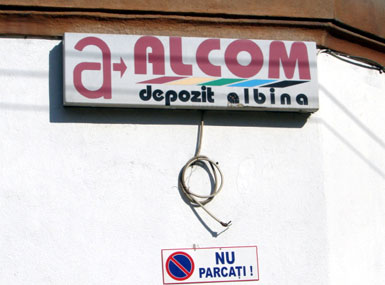 a ALCOM
depozit albina
NU
PARCAȚI !